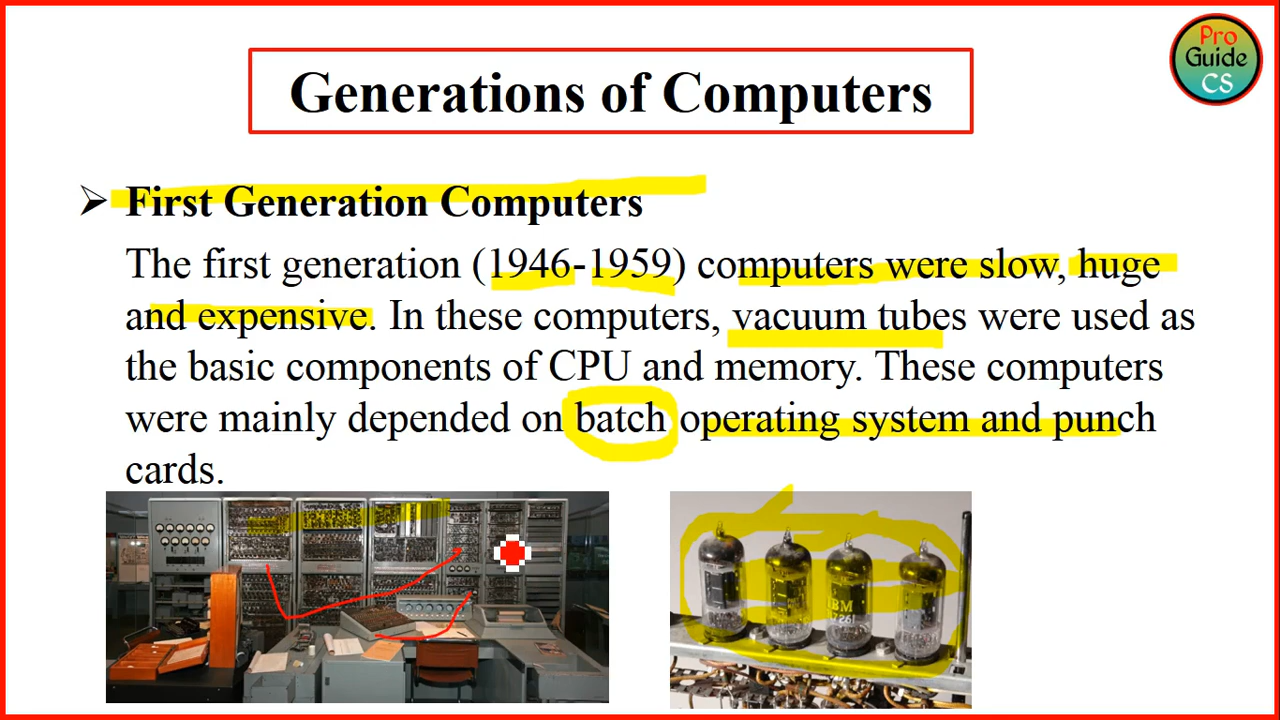 Pro
Guide
CS
Generations of Computers
➢ First Generation Computers
The first generation (1946-1959) computers were slow, huge
and expensive. In these computers, vacuum tubes were used as
the basic components of CPU and memory. These computers
were mainly depended on batch operating system and punch
cards.
IBM
7261